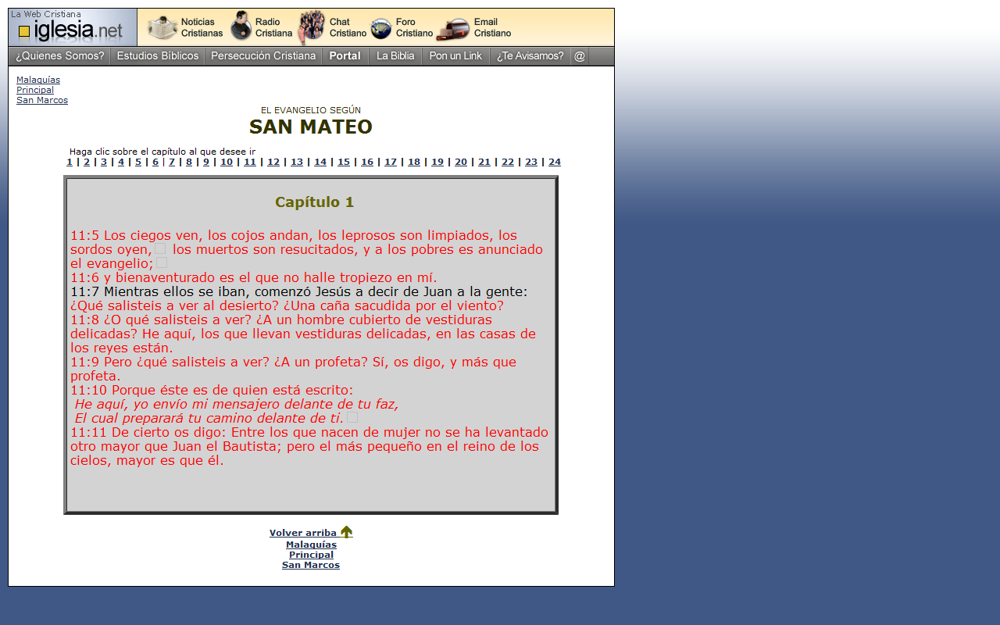 La Web Cristiana
iglesia.net
Noticias Cristianas
Radio Cristiana
Chat Cristiano
Foro Cristiano
Email Cristiano
¿Quienes Somos? Estudios Bíblicos Persecución Cristiana Portal La Biblia Pon un Link ¿Te Avisamos? @
Malaquías
Principal
San Marcos
EL EVANGELIO SEGÚN
SAN MATEO
Haga clic sobre el capítulo al que desee ir
1 | 2 | 3 | 4 | 5 | 6 | 7 | 8 | 9 | 10 | 11 | 12 | 13 | 14 | 15 | 16 | 17 | 18 | 19 | 20 | 21 | 22 | 23 | 24
Capítulo 1
11:5 Los ciegos ven, los cojos andan, los leprosos son limpiados, los
sordos oyen, los muertos son resucitados, y a los pobres es anunciado
el evangelio;
11:6 y bienaventurado es el que no halle tropiezo en mí.
11:7 Mientras ellos se iban, comenzó Jesús a decir de Juan a la gente:
¿Qué salisteis a ver al desierto? ¿Una caña sacudida por el viento?
11:8 ¿O qué salisteis a ver? ¿A un hombre cubierto de vestiduras
delicadas? He aquí, los que llevan vestiduras delicadas, en las casas de
los reyes están.
11:9 Pero ¿qué salisteis a ver? ¿A un profeta? Sí, os digo, y más que
profeta.
11:10 Porque éste es de quien está escrito:
He aquí, yo envío mi mensajero delante de tu faz,
El cual preparará tu camino delante de ti.
11:11 De cierto os digo: Entre los que nacen de mujer no se ha levantado
otro mayor que Juan el Bautista; pero el más pequeño en el reino de los
cielos, mayor es que él.
Volver arriba
Malaquías
Principal
San Marcos